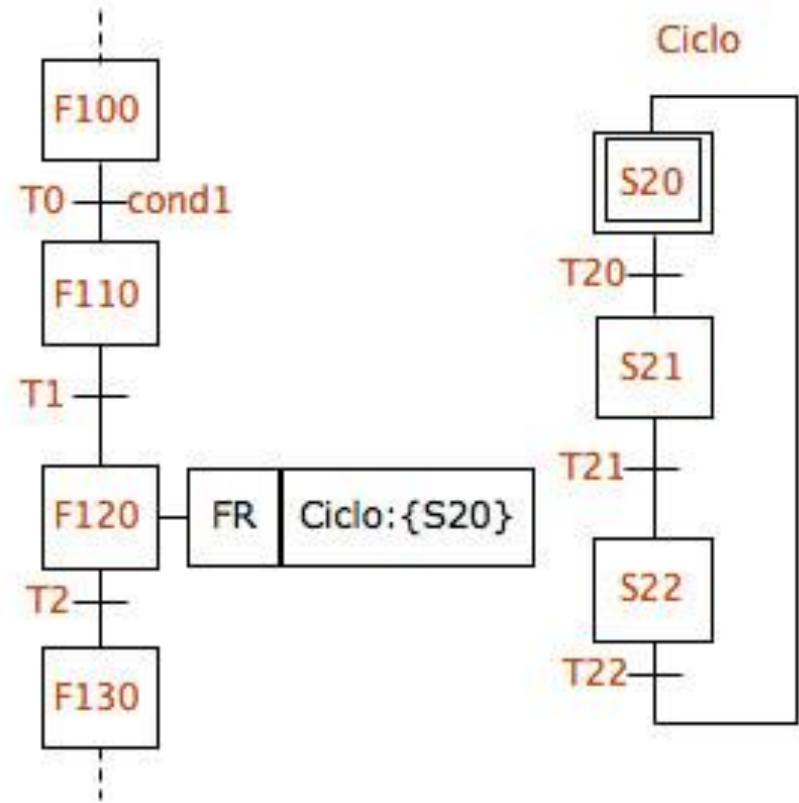 F100
T0 cond1
F110
T1
F120 FR Ciclo:{S20}
T2
F130
Ciclo
S20
T20
S21
T21
S22
T22